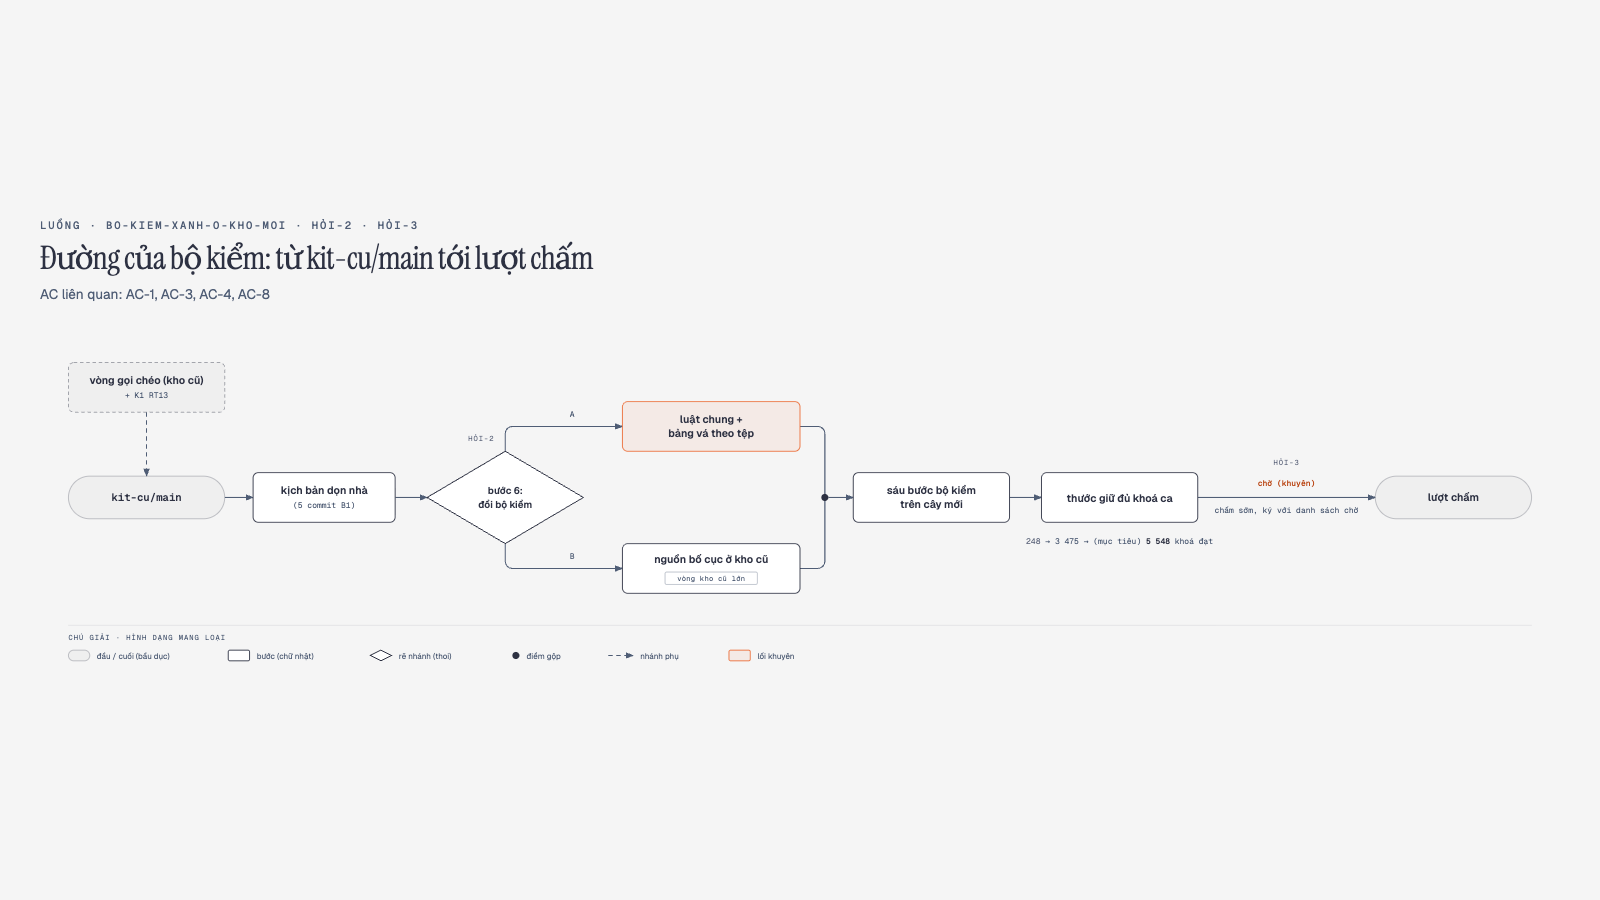 LUỒNG · BO-KIEM-XANH-O-KHO-MOI · HỎI-2 · HỎI-3
Đường của bộ kiểm: từ kit-cu/main tới lượt chấm
AC liên quan: AC-1, AC-3, AC-4, AC-8
vòng gọi chéo (kho cũ)
+ K1 RT13
kit-cu/main
kịch bản dọn nhà
(5 commit B1)
HỎI-2
bước 6:
đổi bộ kiểm
A
luật chung +
bảng vá theo tệp
B
nguồn bố cục ở kho cũ
vòng kho cũ lớn
sáu bước bộ kiểm
trên cây mới
thước giữ đủ khoá ca
248 → 3 475 → (mục tiêu) 5 548 khoá đạt
HỎI-3
chờ (khuyên)
chấm sớm, ký với danh sách chờ
lượt chấm
CHÚ GIẢI · HÌNH DẠNG MANG LOẠI
đầu / cuối (bầu dục)
bước (chữ nhật)
rẽ nhánh (thoi)
điểm gộp
nhánh phụ
lối khuyên